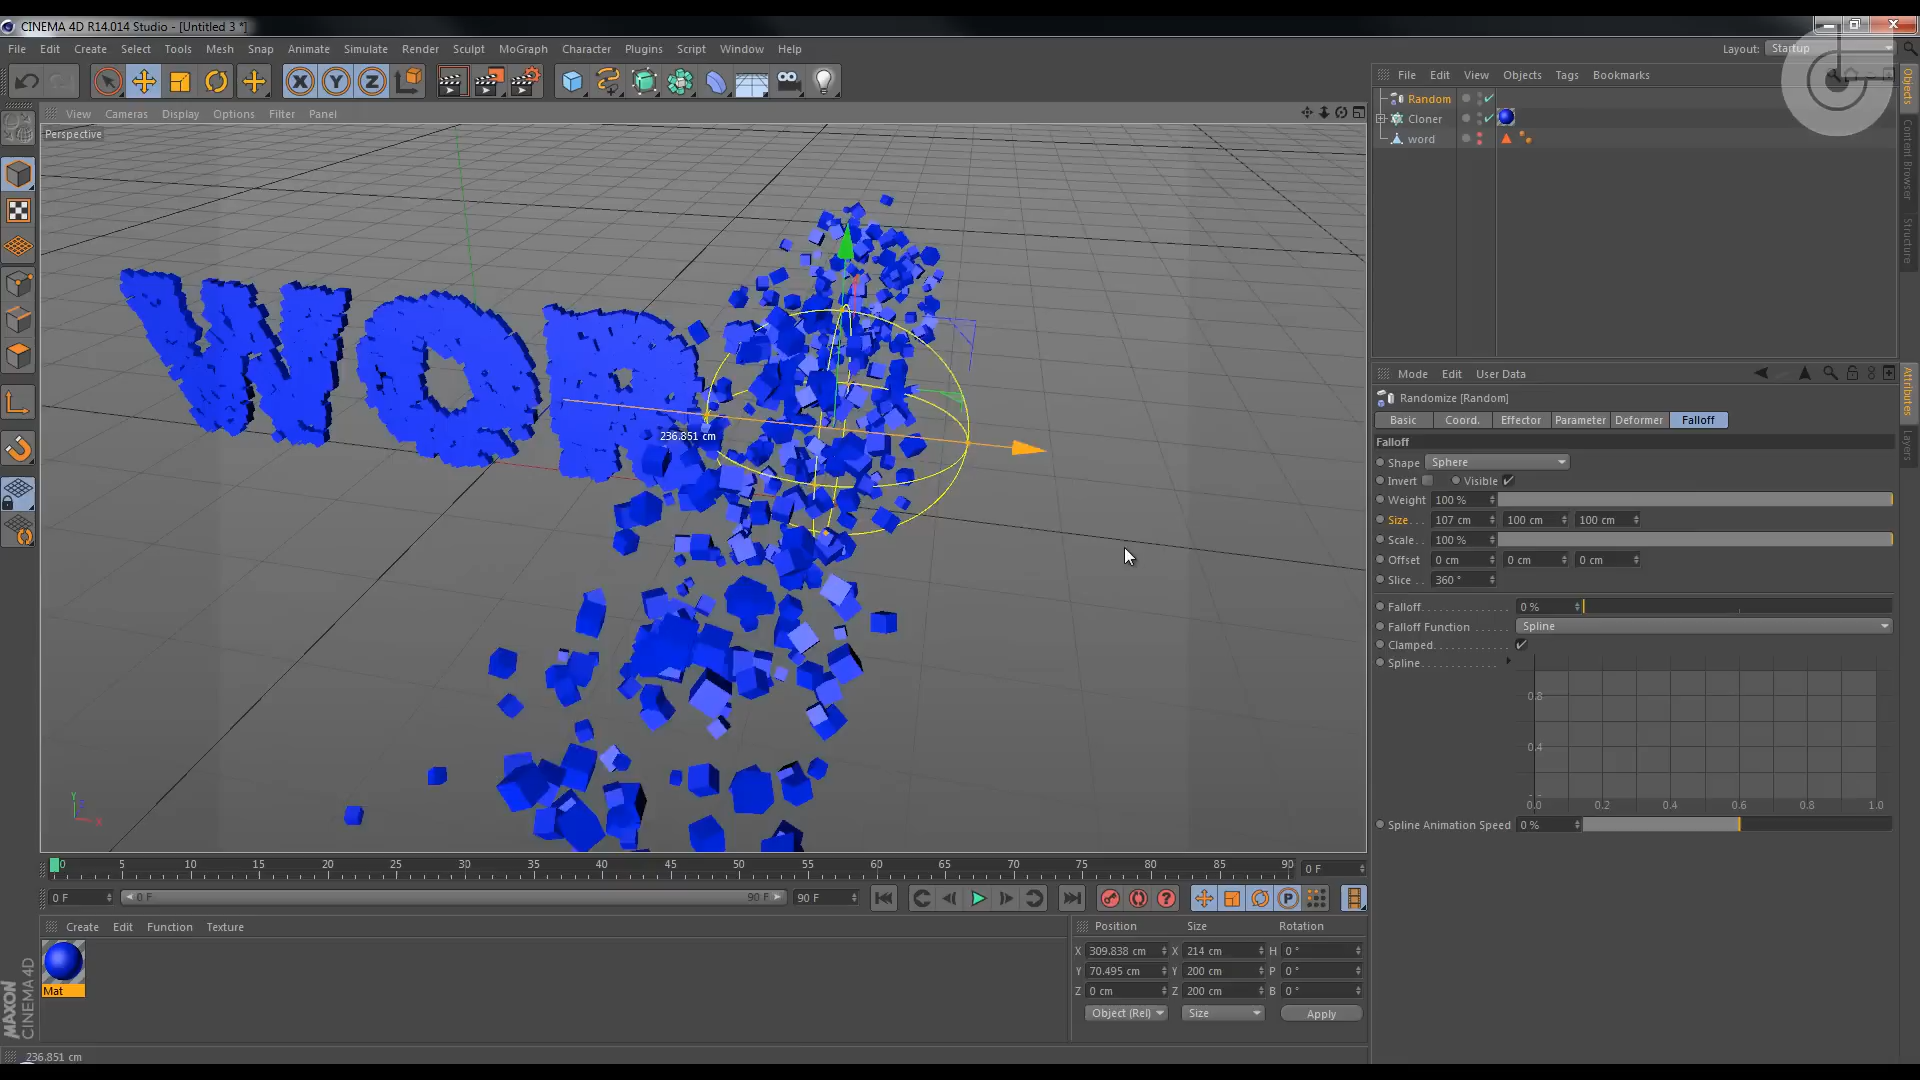 CINEMA 4D R14.014 Studio - [Untitled 3 *]
File Edit Create Select Tools Mesh Snap Animate Simulate Render Sculpt MoGraph Character Plugins Script Window Help
Layout: Startup
View Cameras Display Options Filter Panel
Perspective
WORD
236.851 cm
Y
X
File Edit View Objects Tags Bookmarks
Random
Cloner
word
Objects
Content Browser
Structure
Mode Edit User Data
Randomize [Random]
Basic Coord. Effector Parameter Deformer Falloff
Falloff
Shape Sphere
Invert Visible
Weight 100 %
Size. . . 107 cm 100 cm 100 cm
Scale. . 100 %
Offset 0 cm 0 cm 0 cm
Slice . . 360 °
Falloff. . . . . . . . . . . . . . . 0 %
Falloff Function . . . . . . Spline
Clamped. . . . . . . . . . . . .
Spline. . . . . . . . . . . . . .
0.8
0.4
0.0 0.2 0.4 0.6 0.8 1.0
Spline Animation Speed 0 %
Attributes
Layers
0 5 10 15 20 25 30 35 40 45 50 55 60 65 70 75 80 85 90
0 F
0 F 0 F 90 F 90 F
Create Edit Function Texture
Mat
MAXON
CINEMA 4D
Position Size Rotation
X 309.838 cm X 214 cm H 0 °
Y 70.495 cm Y 200 cm P 0 °
Z 0 cm Z 200 cm B 0 °
Object (Rel) Size Apply
236.851 cm